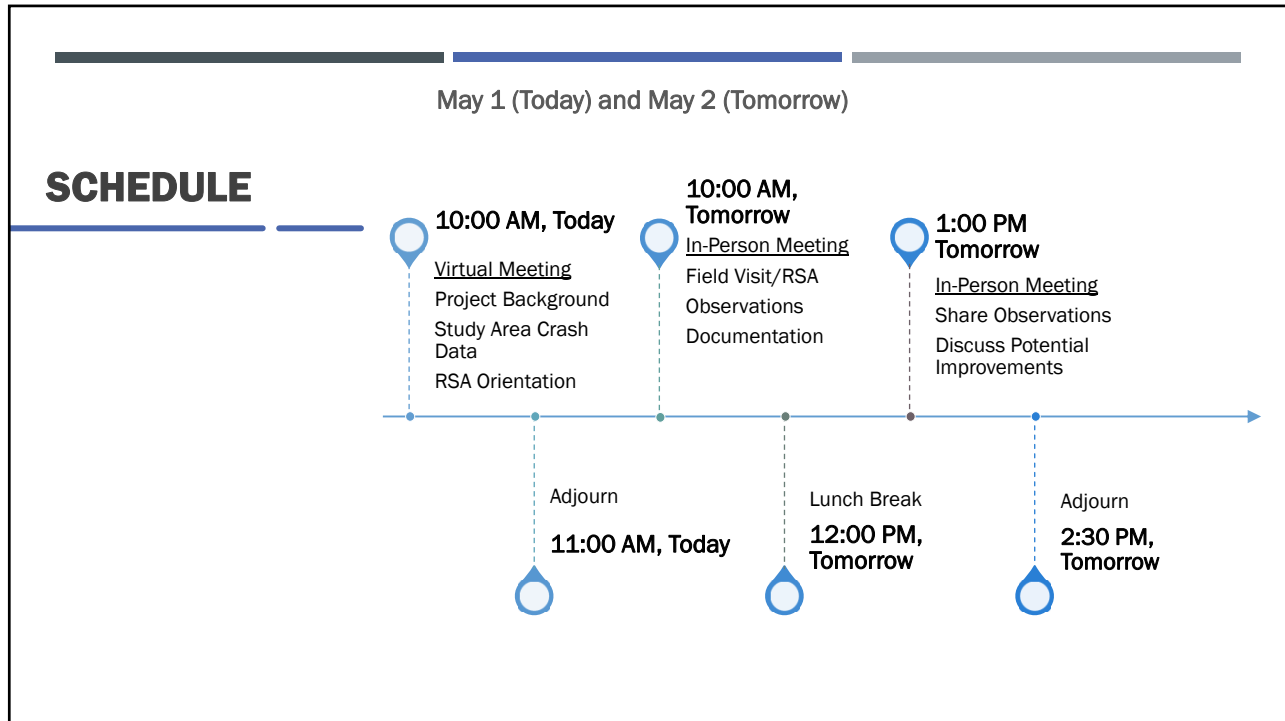 May 1 (Today) and May 2 (Tomorrow)
SCHEDULE
10:00 AM, Today
Virtual Meeting
Project Background
Study Area Crash
Data
RSA Orientation
Adjourn
11:00 AM, Today
10:00 AM,
Tomorrow
In-Person Meeting
Field Visit/RSA
Observations
Documentation
Lunch Break
12:00 PM,
Tomorrow
1:00 PM
Tomorrow
In-Person Meeting
Share Observations
Discuss Potential
Improvements
Adjourn
2:30 PM,
Tomorrow